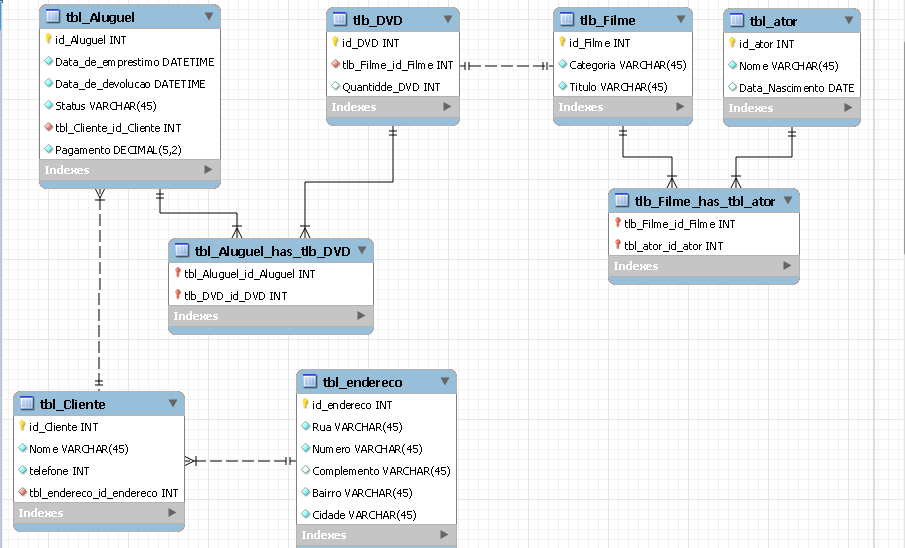 tbl_Aluguel
id_Aluguel INT
Data_de_emprestimo DATETIME
Data_de_devolucao DATETIME
Status VARCHAR(45)
tbl_Cliente_id_Cliente INT
Pagamento DECIMAL(5,2)
Indexes
tlb_DVD
id_DVD INT
tlb_Filme_id_Filme INT
Quantidde_DVD INT
Indexes
tlb_Filme
id_Filme INT
Categoria VARCHAR(45)
Titulo VARCHAR(45)
Indexes
tbl_ator
id_ator INT
Nome VARCHAR(45)
Data_Nascimento DATE
Indexes
tbl_Aluguel_has_tlb_DVD
tbl_Aluguel_id_Aluguel INT
tlb_DVD_id_DVD INT
Indexes
tlb_Filme_has_tbl_ator
tlb_Filme_id_Filme INT
tbl_ator_id_ator INT
Indexes
tbl_Cliente
id_Cliente INT
Nome VARCHAR(45)
telefone INT
tbl_endereco_id_endereco INT
Indexes
tbl_endereco
id_endereco INT
Rua VARCHAR(45)
Numero VARCHAR(45)
Complemento VARCHAR(45)
Bairro VARCHAR(45)
Cidade VARCHAR(45)
Indexes